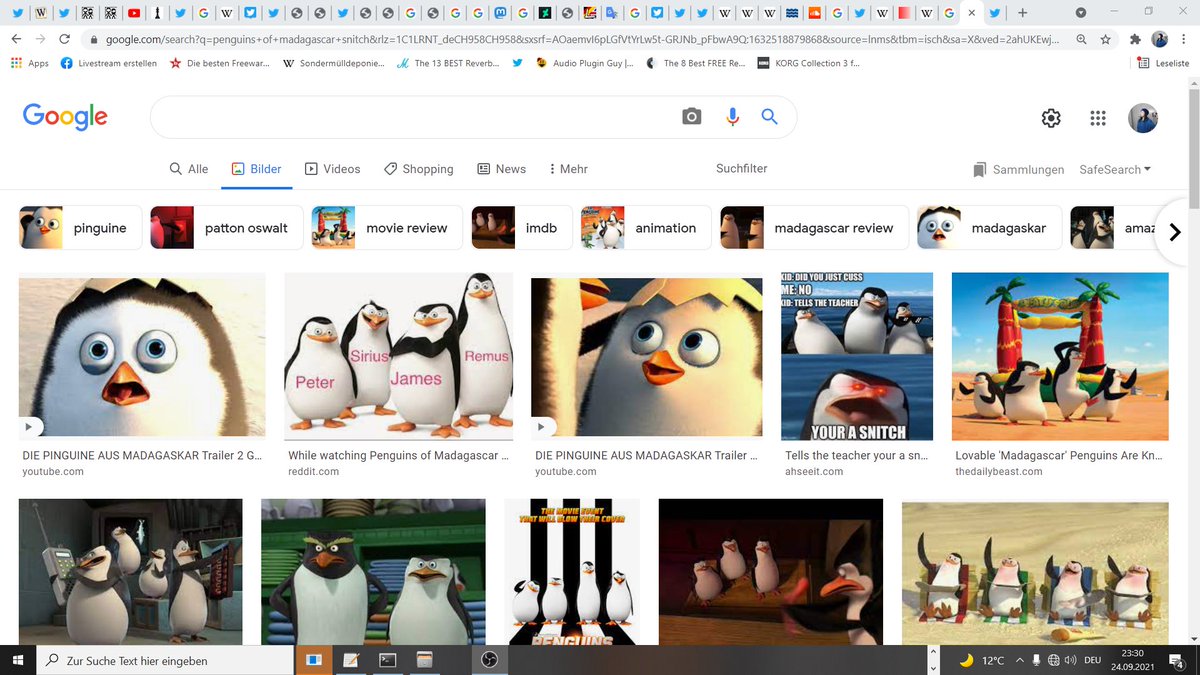 google.com/search?q=penguins+of+madagascar+snitch&rlz=1C1LRNT_deCH958CH958&sxsrf=AOaemvI6pLGfVtYrLw5t-GRJNb_pFbwA9Q:1632518879868&source=lnms&tbm=isch&sa=X&ved=2ahUKEwj...
Apps Livestream erstellen Die besten Freewar... Sondermülldeponie... The 13 BEST Reverb... Audio Plugin Guy |... The 8 Best FREE Re... KORG Collection 3 f... Leseliste
Google
Alle Bilder Videos Shopping News Mehr Suchfilter Sammlungen SafeSearch
pinguine patton oswalt movie review imdb animation madagascar review madagaskar amaz
Peter Sirius James Remus
KID: DID YOU JUST CUSS
ME: NO
KID: TELLS THE TEACHER
YOUR A SNITCH
DIE PINGUINE AUS MADAGASKAR Trailer 2 G... While watching Penguins of Madagascar ... DIE PINGUINE AUS MADAGASKAR Trailer ... Tells the teacher your a sn... Lovable 'Madagascar' Penguins Are Kn...
youtube.com reddit.com youtube.com ahseeit.com thedailybeast.com
THE MOVIE EVENT
THAT WILL BLOW THEIR COVER
PENGUINS
Zur Suche Text hier eingeben
12°C DEU 23:30
24.09.2021
4